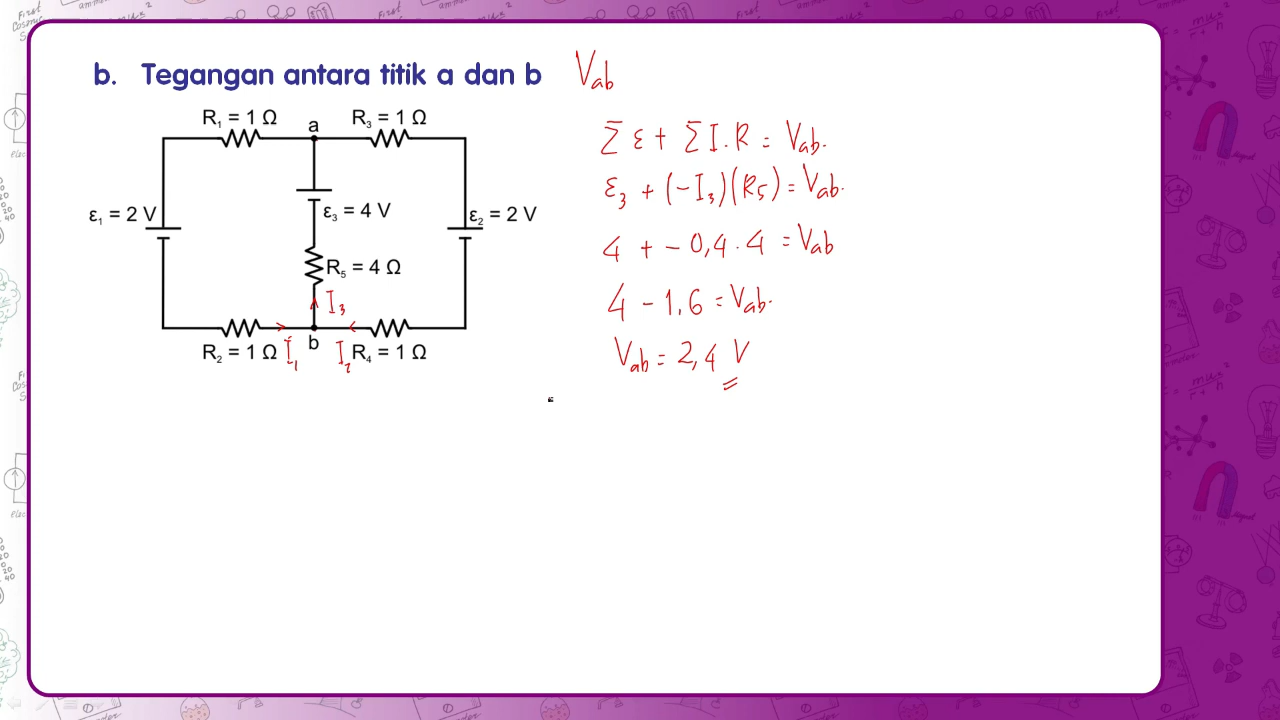 b. Tegangan antara titik a dan b Vab
R₁ = 1 Ω a R₃ = 1 Ω
ε₁ = 2 V
ε₃ = 4 V
ε₂ = 2 V
R₅ = 4 Ω
I₃
R₂ = 1 Ω I₁ b I₂ R₄ = 1 Ω
Σ ε + Σ I . R = Vab.
ε₃ + (-I₃)(R₅) = Vab.
4 + - 0,4 . 4 = Vab
4 - 1,6 = Vab.
Vab = 2,4 V